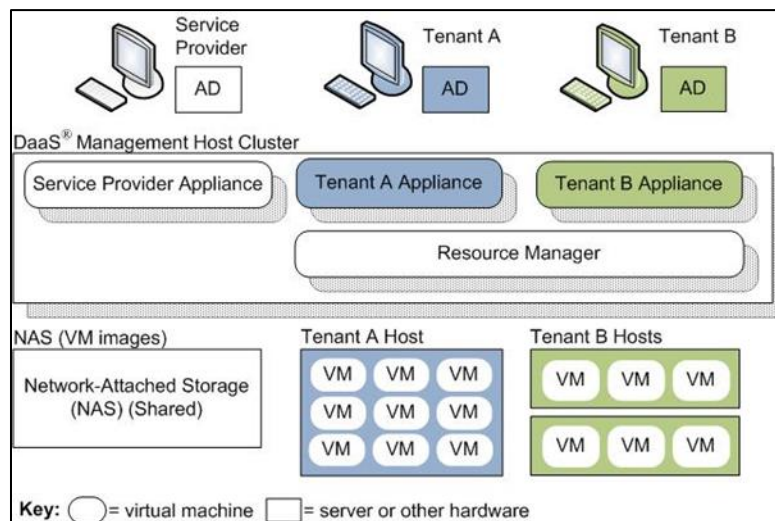 Service
Provider
AD
Tenant A
AD
Tenant B
AD
DaaS® Management Host Cluster
Service Provider Appliance
Tenant A Appliance
Tenant B Appliance
Resource Manager
NAS (VM images)
Network-Attached Storage
(NAS) (Shared)
Tenant A Host
VM VM VM
VM VM VM
VM VM VM
Tenant B Hosts
VM VM VM
VM VM VM
Key: = virtual machine = server or other hardware